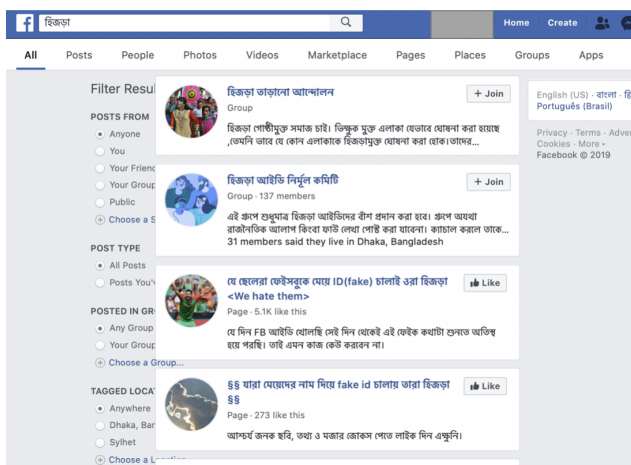 f
হিজড়া
Home Create
All Posts People Photos Videos Marketplace Pages Places Groups Apps
Filter Resul
POSTS FROM
Anyone
You
Your Friend
Your Group
Public
Choose a S
POST TYPE
All Posts
Posts You'v
POSTED IN GR
Any Group
Your Group
Choose a Group...
TAGGED LOCA
Anywhere
Dhaka, Ban
Sylhet
Choose a Location
হিজড়া তাড়ানো আন্দোলন
+ Join
Group
হিজড়া গোষ্ঠীমুক্ত সমাজ চাই। ভিক্ষুক মুক্ত এলাকা যেভাবে ঘোষনা করা হয়েছে
,তেমনি ভাবে যে কোন এলাকাকে হিজড়ামুক্ত ঘোষনা করা হোক।তাদের...
হিজড়া আইডি নির্মূল কমিটি
+ Join
Group · 137 members
এই গ্রুপে শুধুমাত্র হিজড়া আইডিদের বাঁশ প্রদান করা হবে। গ্রুপে অযথা
রাজনৈতিক আলাপ কিংবা ফাউ লেখা পোষ্ট করা যাবেনা। ক্যাচাল করলে তাকে...
31 members said they live in Dhaka, Bangladesh
যে ছেলেরা ফেইসবুকে মেয়ে ID(fake) চালাই ওরা হিজড়া
<We hate them>
Like
Page · 5.1K like this
যে দিন FB আইডি খোলছি সেই দিন থেকেই এই ফেইক কথাটা শুনতে অতিষ্থ
হয়ে পরছি। তাই এমন কাজ কেউ করবেন না।
§§ যারা মেয়েদের নাম দিয়ে fake id চালায় তারা হিজড়া
§§
Like
Page · 273 like this
আশ্চর্য জনক ছবি, তথ্য ও মজার জোকস পেতে লাইক দিন এক্ষুনি।
English (US) · বাংলা · हि
Português (Brasil)
Privacy · Terms · Adver
Cookies · More
Facebook © 2019